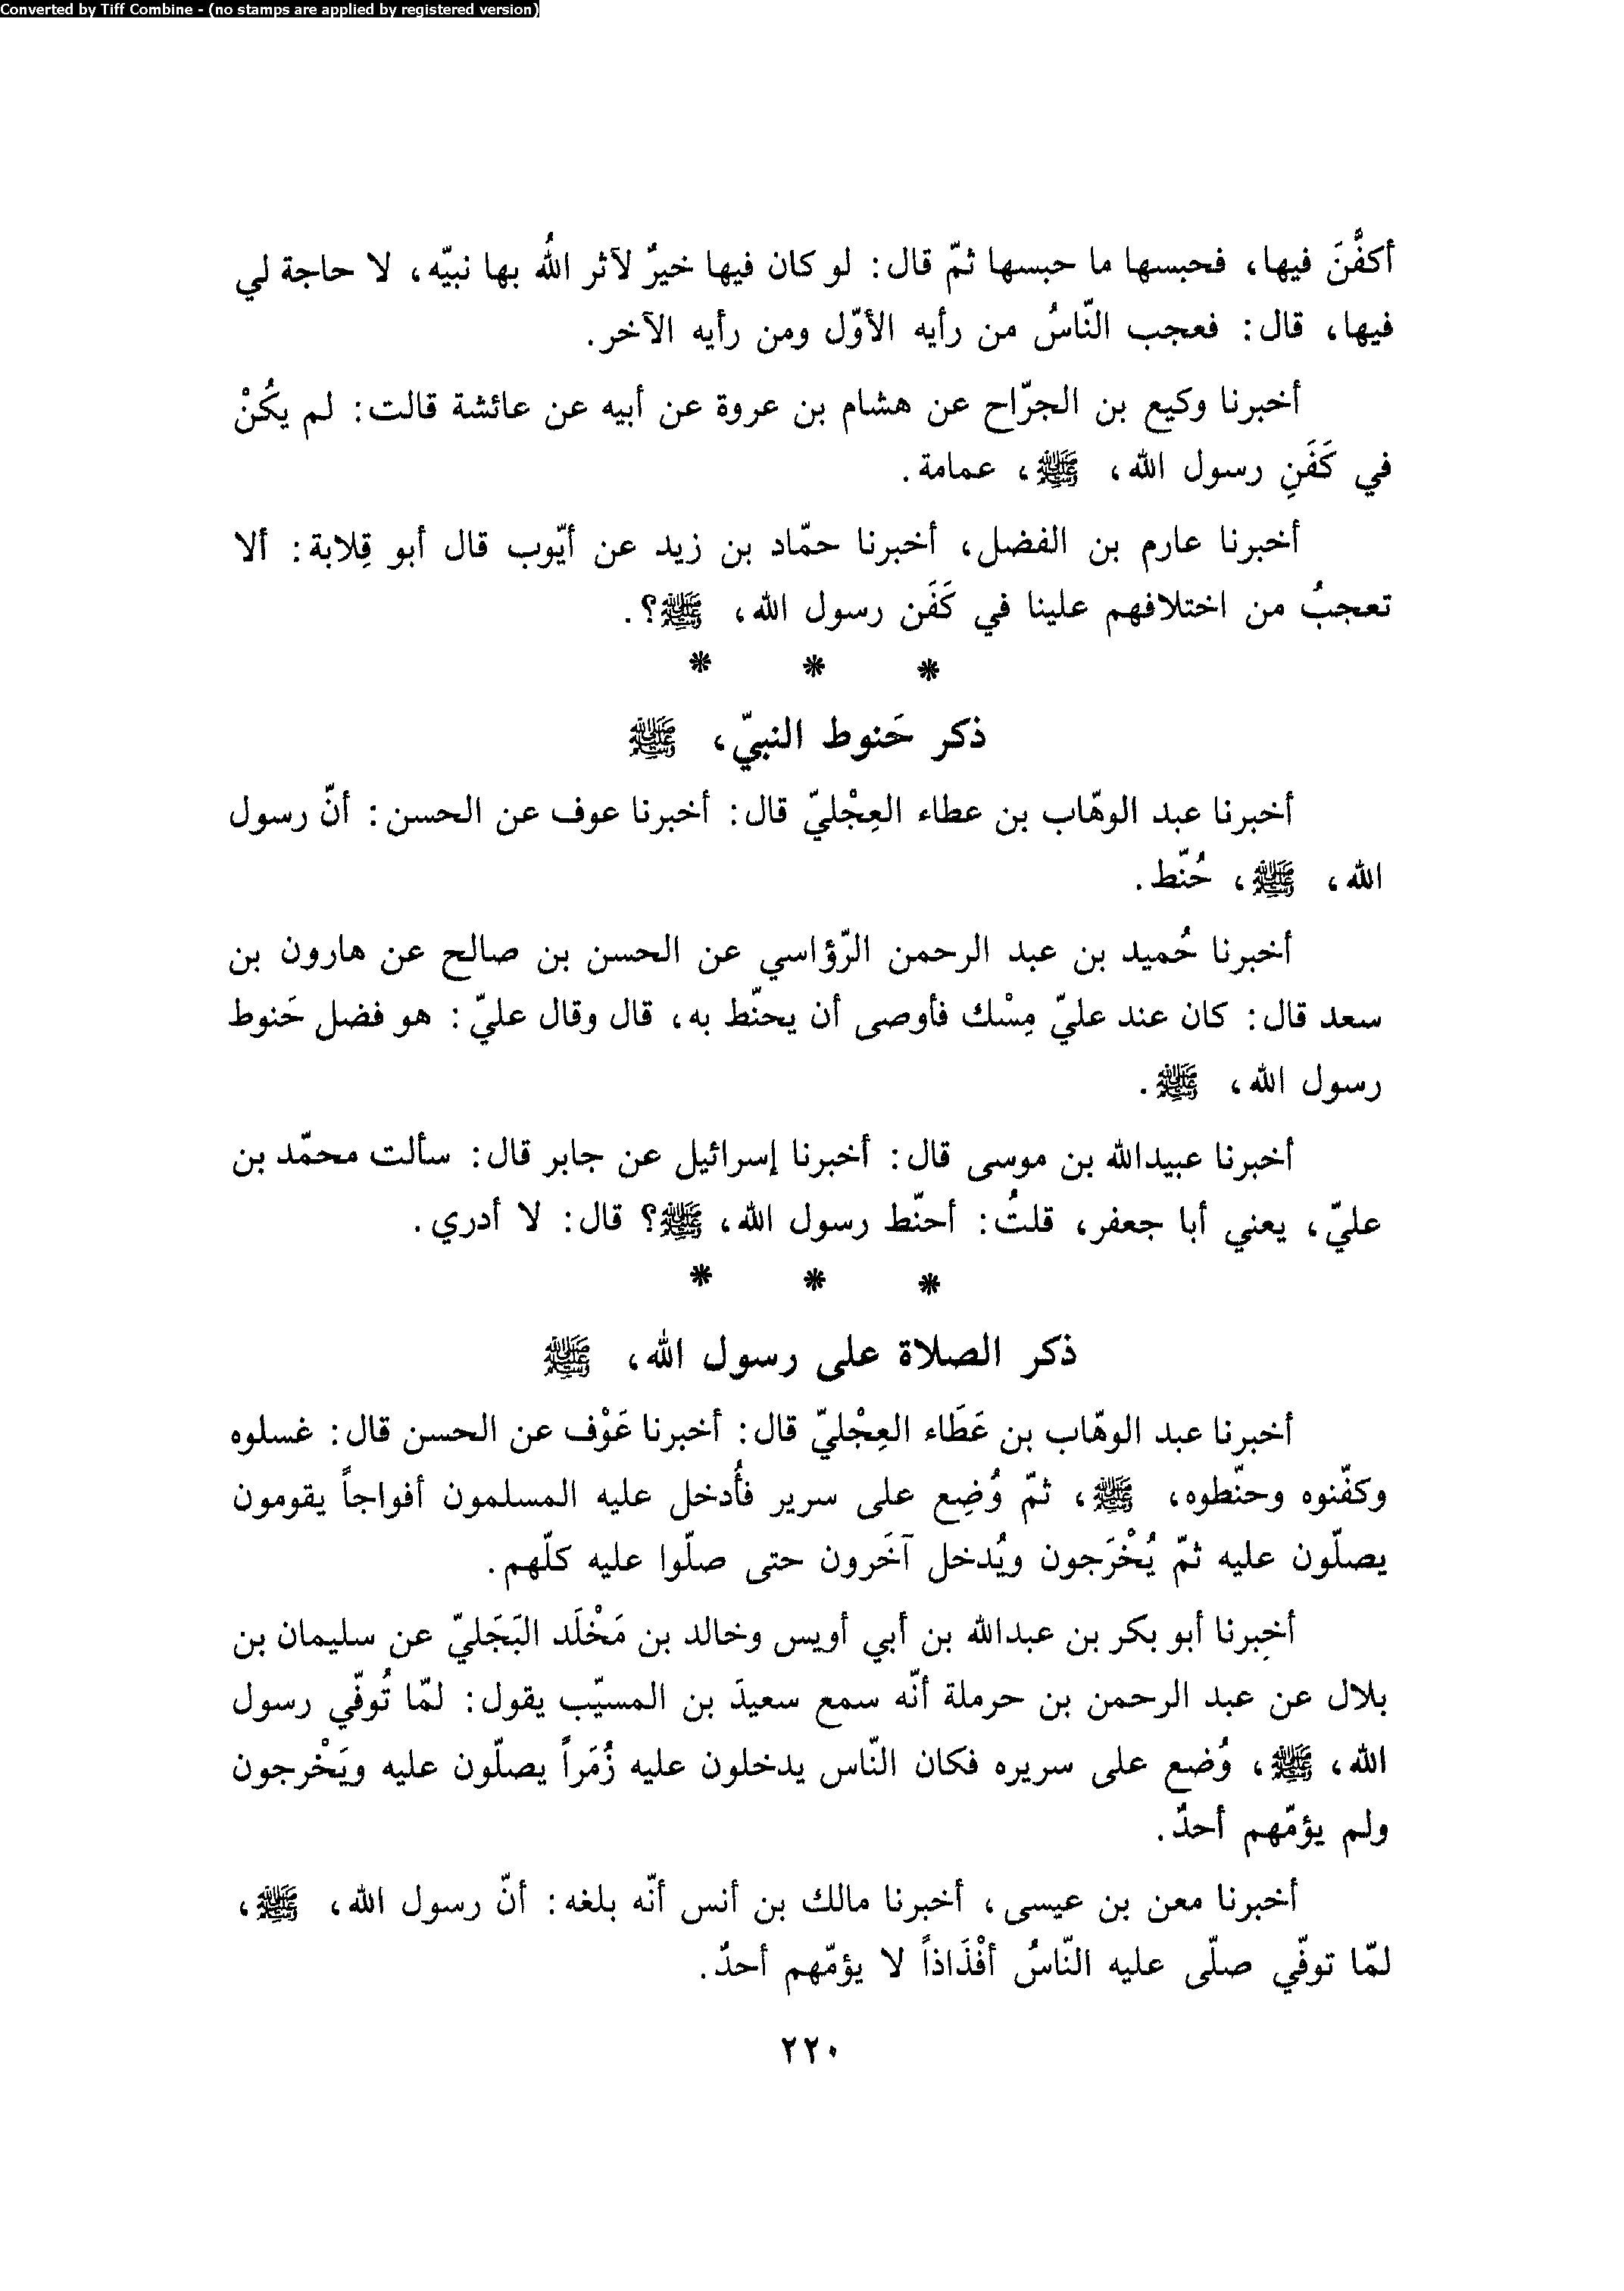 Converted by Tiff Combine - (no stamps are applied by registered version)
أكفَّنَ فيها، فحبسها ما حبسها ثمّ قال: لو كان فيها خيرٌ لآثر اللهُ بها نبيّه، لا حاجة لي
فيها، قال: فعجب النّاسُ من رأيه الأوّل ومن رأيه الآخر.
أخبرنا وكيع بن الجرّاح عن هشام بن عروة عن أبيه عن عائشة قالت: لم يكُنْ
في كَفَنِ رسول الله، ﷺ، عمامة.
أخبرنا عارم بن الفضل، أخبرنا حمّاد بن زيد عن أيّوب قال أبو قِلابة: ألا
تعجبُ من اختلافهم علينا في كَفَن رسول الله، ﷺ؟.
* * *
ذكر حَنوط النبيّ، ﷺ
أخبرنا عبد الوهّاب بن عطاء العِجْليّ قال: أخبرنا عوف عن الحسن: أنّ رسول
الله، ﷺ، حُنّط.
أخبرنا حُميد بن عبد الرحمن الرّؤاسي عن الحسن بن صالح عن هارون بن
سعد قال: كان عند عليّ مِسْك فأوصى أن يحنّط به، قال وقال عليّ: هو فضل حَنوط
رسول الله، ﷺ.
أخبرنا عبيدالله بن موسى قال: أخبرنا إسرائيل عن جابر قال: سألت محمّد بن
عليّ، يعني أبا جعفر، قلتُ: أحنّط رسول الله، ﷺ؟ قال: لا أدري.
* * *
ذكر الصلاة على رسول الله، ﷺ
أخبرنا عبد الوهّاب بن عَطَاء العِجْليّ قال: أخبرنا عَوْف عن الحسن قال: غسلوه
وكفّنوه وحنّطوه، ﷺ، ثمّ وُضِع على سرير فأُدخل عليه المسلمون أفواجاً يقومون
يصلّون عليه ثمّ يُخْرَجون ويُدخل آخَرون حتى صلّوا عليه كلّهم.
أخبرنا أبو بكر بن عبدالله بن أبي أويس وخالد بن مَخْلَد البَجَليّ عن سليمان بن
بلال عن عبد الرحمن بن حرملة أنّه سمع سعيدَ بن المسيّب يقول: لمّا تُوفّي رسول
الله، ﷺ، وُضع على سريره فكان النّاس يدخلون عليه زُمَراً يصلّون عليه ويَخْرجون
ولم يؤمّهم أحدٌ.
أخبرنا معن بن عيسى، أخبرنا مالك بن أنس أنّه بلغه: أنّ رسول الله، ﷺ،
لمّا توفّي صلّى عليه النّاسُ أفْذَاذاً لا يؤمّهم أحدٌ.
٢٢٠